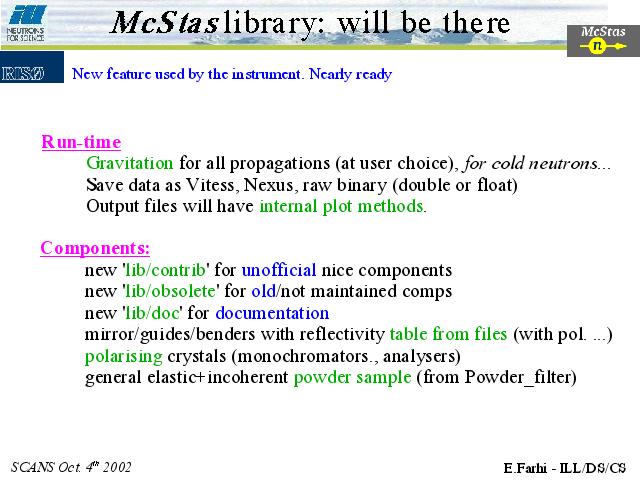 NEUTRONS
FOR SCIENCE
McStas library: will be there
McStas
n
RISØ
New feature used by the instrument. Nearly ready
Run-time
Gravitation for all propagations (at user choice), for cold neutrons...
Save data as Vitess, Nexus, raw binary (double or float)
Output files will have internal plot methods.
Components:
new 'lib/contrib' for unofficial nice components
new 'lib/obsolete' for old/not maintained comps
new 'lib/doc' for documentation
mirror/guides/benders with reflectivity table from files (with pol. ...)
polarising crystals (monochromators., analysers)
general elastic+incoherent powder sample (from Powder_filter)
SCANS Oct. 4th 2002
E.Farhi - ILL/DS/CS